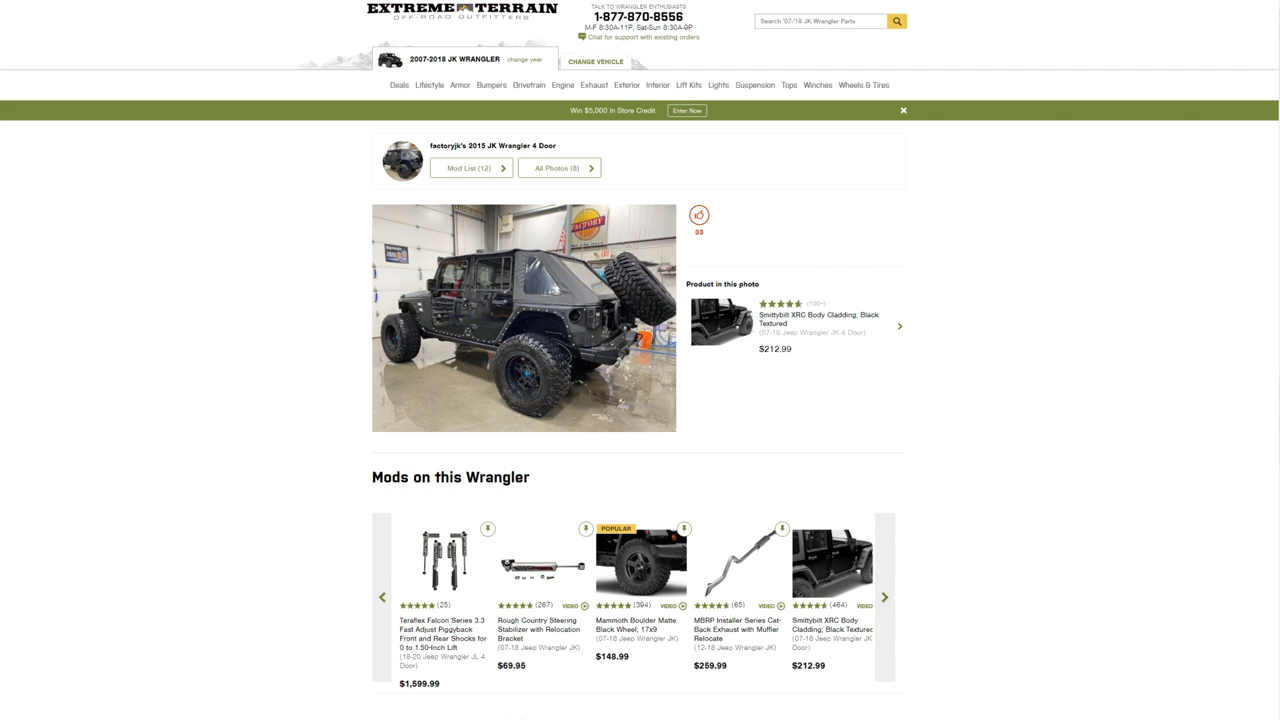 EXTREME TERRAIN
OFF-ROAD OUTFITTERS
TALK TO WRANGLER ENTHUSIASTS
1-877-870-8556
M-F 8:30A-11P, Sat-Sun 8:30A-9P
Chat for support with existing orders
Search '07-'18 JK Wrangler Parts
2007-2018 JK WRANGLER change year
CHANGE VEHICLE
Deals Lifestyle Armor Bumpers Drivetrain Engine Exhaust Exterior Interior Lift Kits Lights Suspension Tops Winches Wheels & Tires
Win $5,000 in Store Credit Enter Now
factoryjk's 2015 JK Wrangler 4 Door
Mod List (12) All Photos (8)
FACTORY
33
Product in this photo
(100+)
Smittybilt XRC Body Cladding; Black
Textured
(07-18 Jeep Wrangler JK 4 Door)
$212.99
Mods on this Wrangler
(25)
Teraflex Falcon Series 3.3
Fast Adjust Piggyback
Front and Rear Shocks for
0 to 1.50-Inch Lift
(18-20 Jeep Wrangler JL 4
Door)
$1,599.99
(267) VIDEO
Rough Country Steering
Stabilizer with Relocation
Bracket
(07-18 Jeep Wrangler JK)
$69.95
POPULAR
(394) VIDEO
Mammoth Boulder Matte
Black Wheel; 17x9
(07-18 Jeep Wrangler JK)
$148.99
(65) VIDEO
MBRP Installer Series Cat-
Back Exhaust with Muffler
Relocate
(12-18 Jeep Wrangler JK)
$259.99
(464) VIDEO
Smittybilt XRC Body
Cladding; Black Textured
(07-18 Jeep Wrangler JK
Door)
$212.99